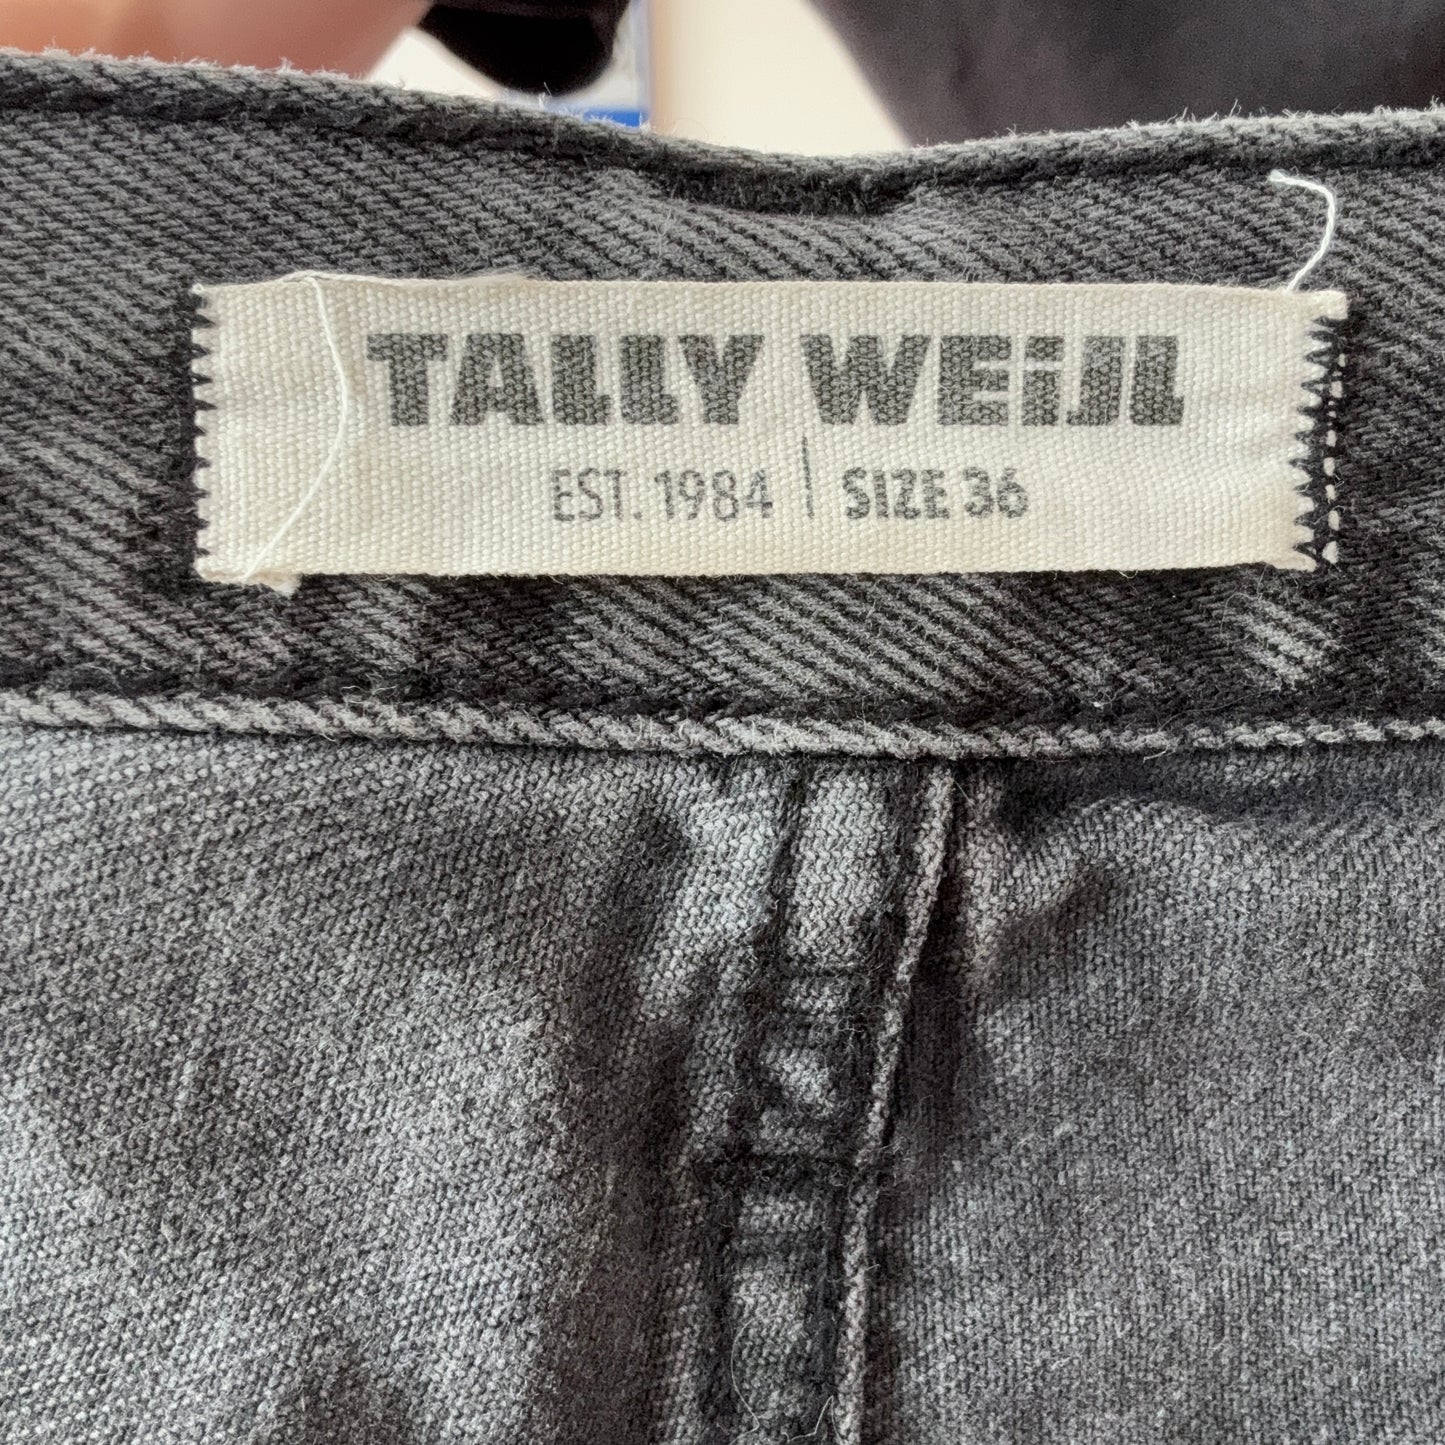 TALLY WEiJL
EST. 1984 | SIZE 36